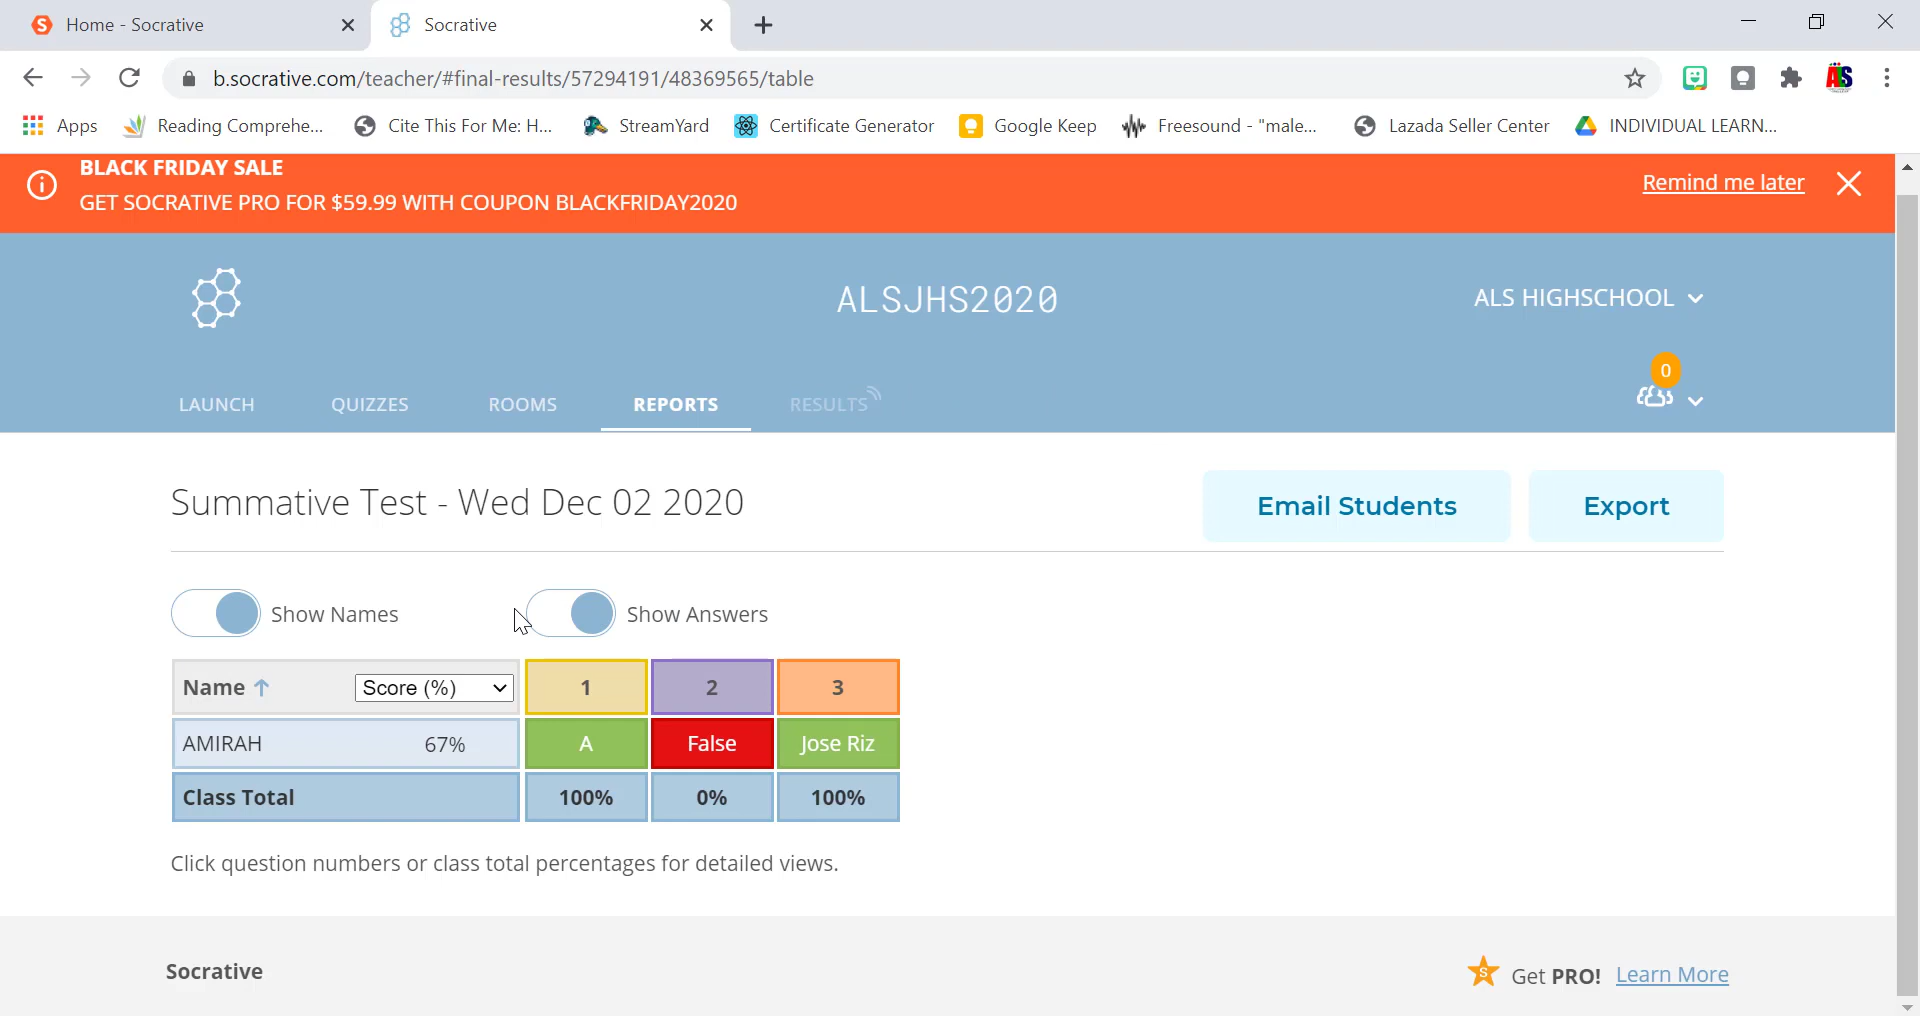 Home - Socrative
Socrative
b.socrative.com/teacher/#final-results/57294191/48369565/table
Apps
Reading Comprehe...
Cite This For Me: H...
StreamYard
Certificate Generator
Google Keep
Freesound - "male...
Lazada Seller Center
INDIVIDUAL LEARN...
BLACK FRIDAY SALE
GET SOCRATIVE PRO FOR $59.99 WITH COUPON BLACKFRIDAY2020
Remind me later
ALSJHS2020
ALS HIGHSCHOOL
0
LAUNCH
QUIZZES
ROOMS
REPORTS
RESULTS
Summative Test - Wed Dec 02 2020
Email Students
Export
Show Names
Show Answers
Name Score (%) 1 2 3
AMIRAH 67% A False Jose Riz
Class Total 100% 0% 100%
Click question numbers or class total percentages for detailed views.
Socrative
Get PRO! Learn More